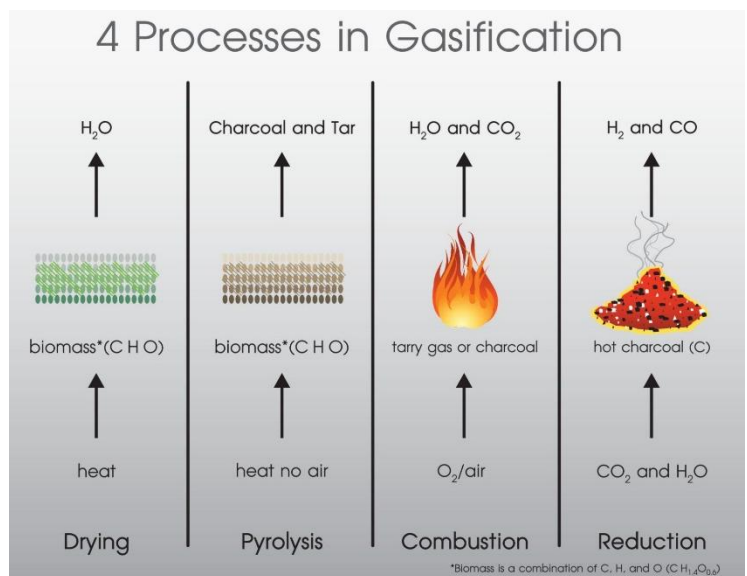 4 Processes in Gasification
H₂O
biomass*(C H O)
heat
Drying
Charcoal and Tar
biomass*(C H O)
heat no air
Pyrolysis
H₂O and CO₂
tarry gas or charcoal
O₂/air
Combustion
H₂ and CO
hot charcoal (C)
CO₂ and H₂O
Reduction
*Biomass is a combination of C, H, and O (CH₁.₄O₀.₆)